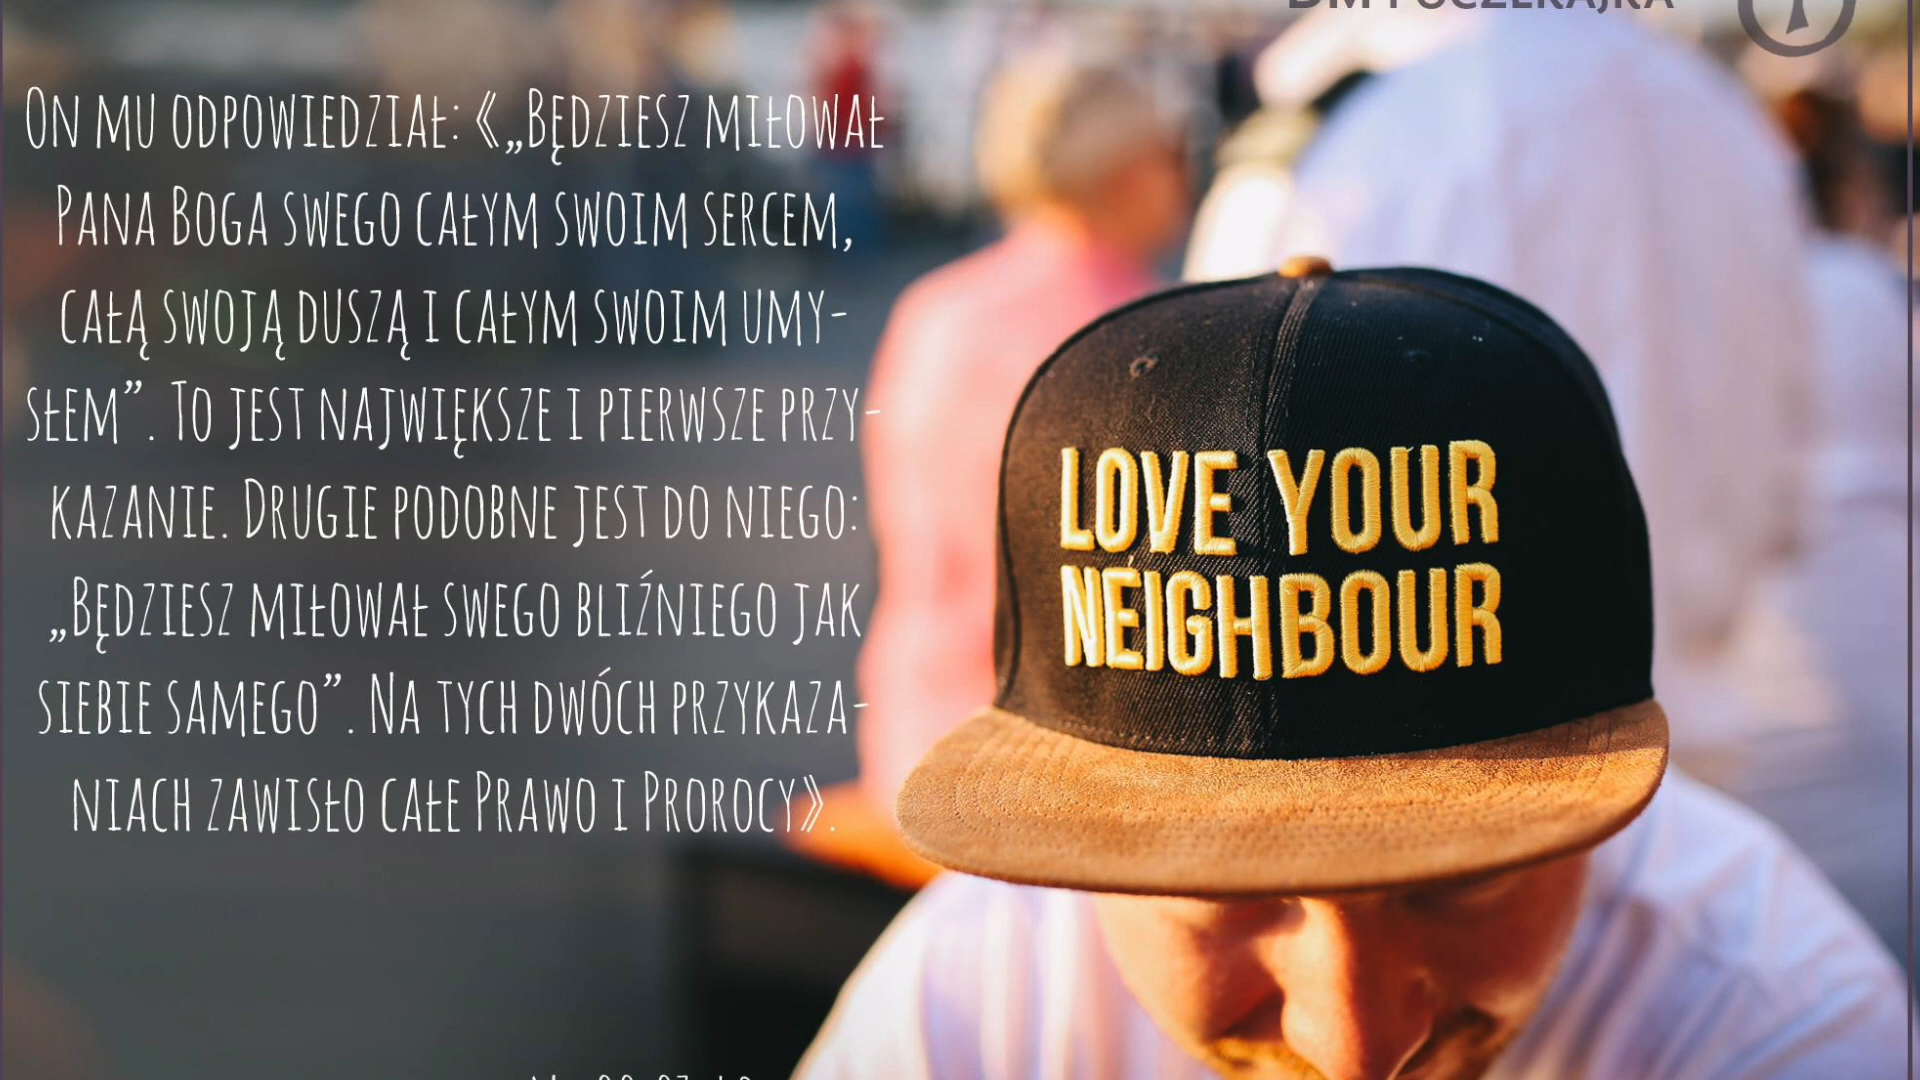 On mu odpowiedział: «„Będziesz miłował
Pana Boga swego całym swoim sercem,
całą swoją duszą i całym swoim umy-
słem”. To jest największe i pierwsze przy-
kazanie. Drugie podobne jest do niego:
„Będziesz miłował swego bliźniego jak
siebie samego”. Na tych dwóch przykaza-
niach zawisło całe Prawo i Prorocy».
LOVE YOUR
NEIGHBOUR